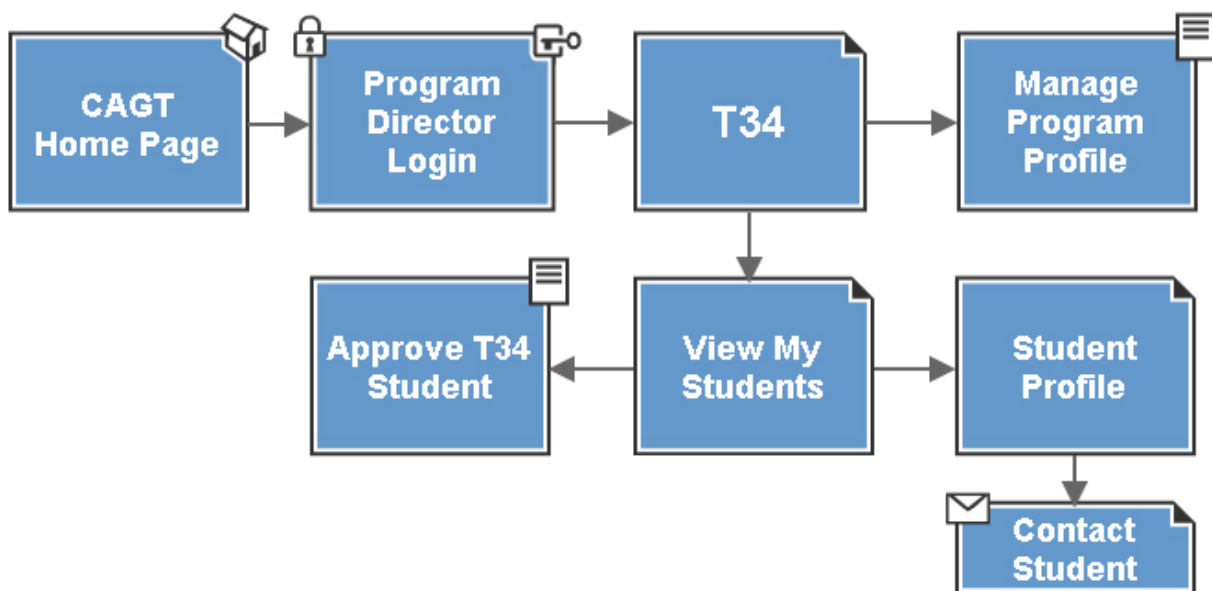 CAGT
Home Page
Program
Director
Login
T34
Manage
Program
Profile
Approve T34
Student
View My
Students
Student
Profile
Contact
Student